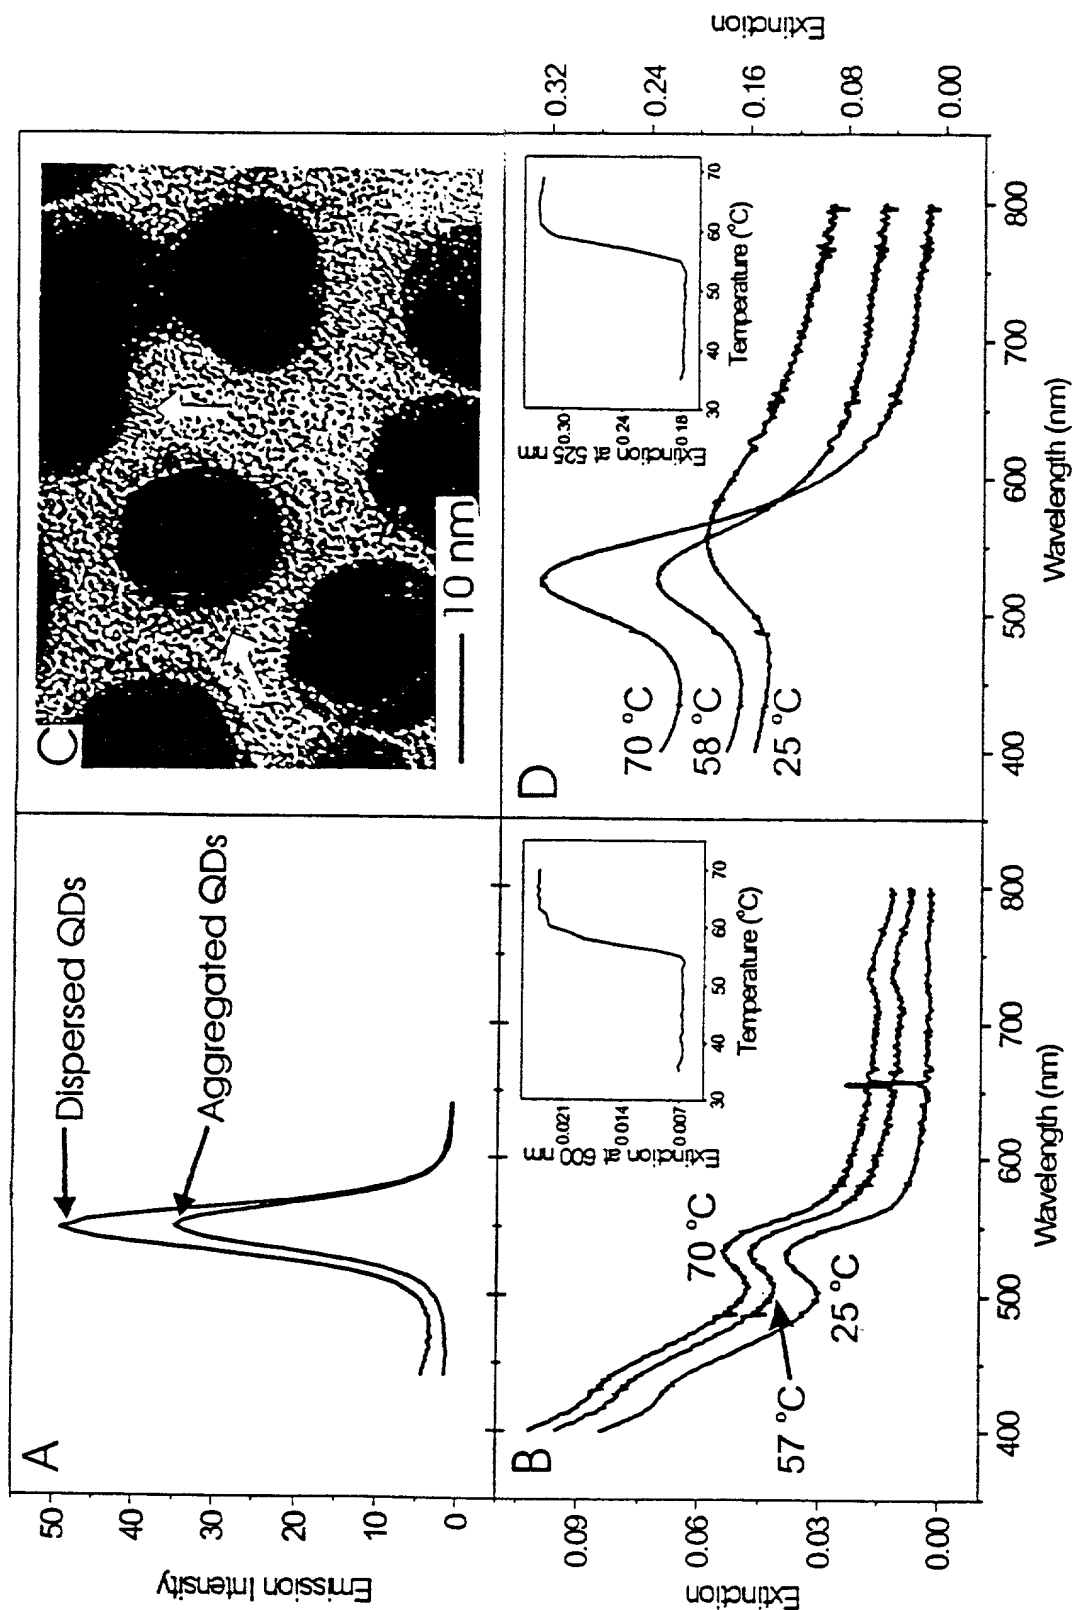 A
Dispersed QDs
Aggregated QDs
50
40
30
20
10
0
Emission Intensity
C
10 nm
B
70 °C
57 °C
25 °C
0.09
0.06
0.03
0.00
Extinction
400
500
600
700
800
Wavelength (nm)
0.021
0.014
0.007
Extinction at 600 nm
30
40
50
60
70
Temperature (°C)
D
70 °C
58 °C
25 °C
400
500
600
700
800
Wavelength (nm)
0.32
0.24
0.16
0.08
0.00
Extinction
0.30
0.24
0.18
Extinction at 525 nm
30
40
50
60
70
Temperature (°C)